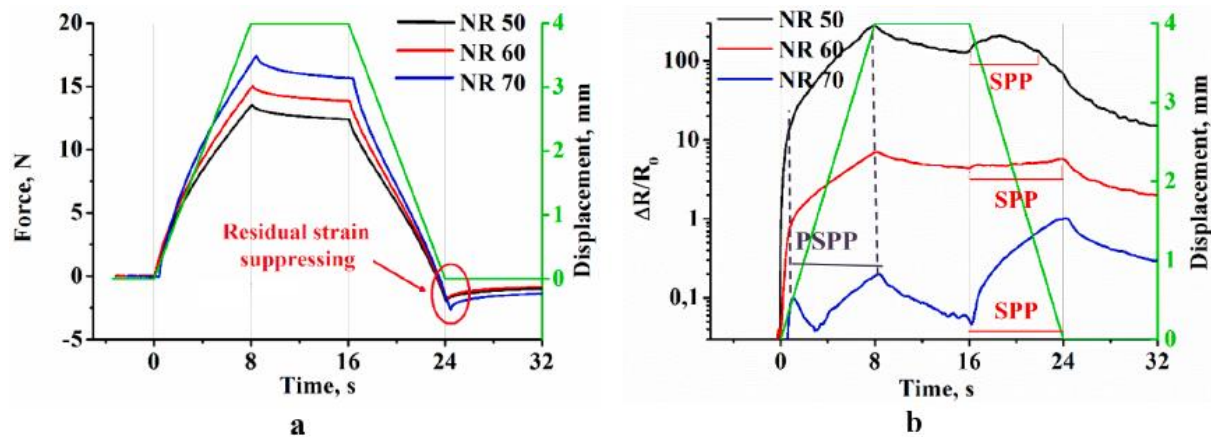 20
15
10
5
0
-5
Force, N
NR 50
NR 60
NR 70
Residual strain
suppressing
4
3
2
1
0
Displacement, mm
0 8 16 24 32
Time, s
a
100
10
1
0,1
ΔR/R₀
NR 50
NR 60
NR 70
SPP
SPP
PSPP
SPP
4
3
2
1
0
Displacement, mm
0 8 16 24 32
Time, s
b